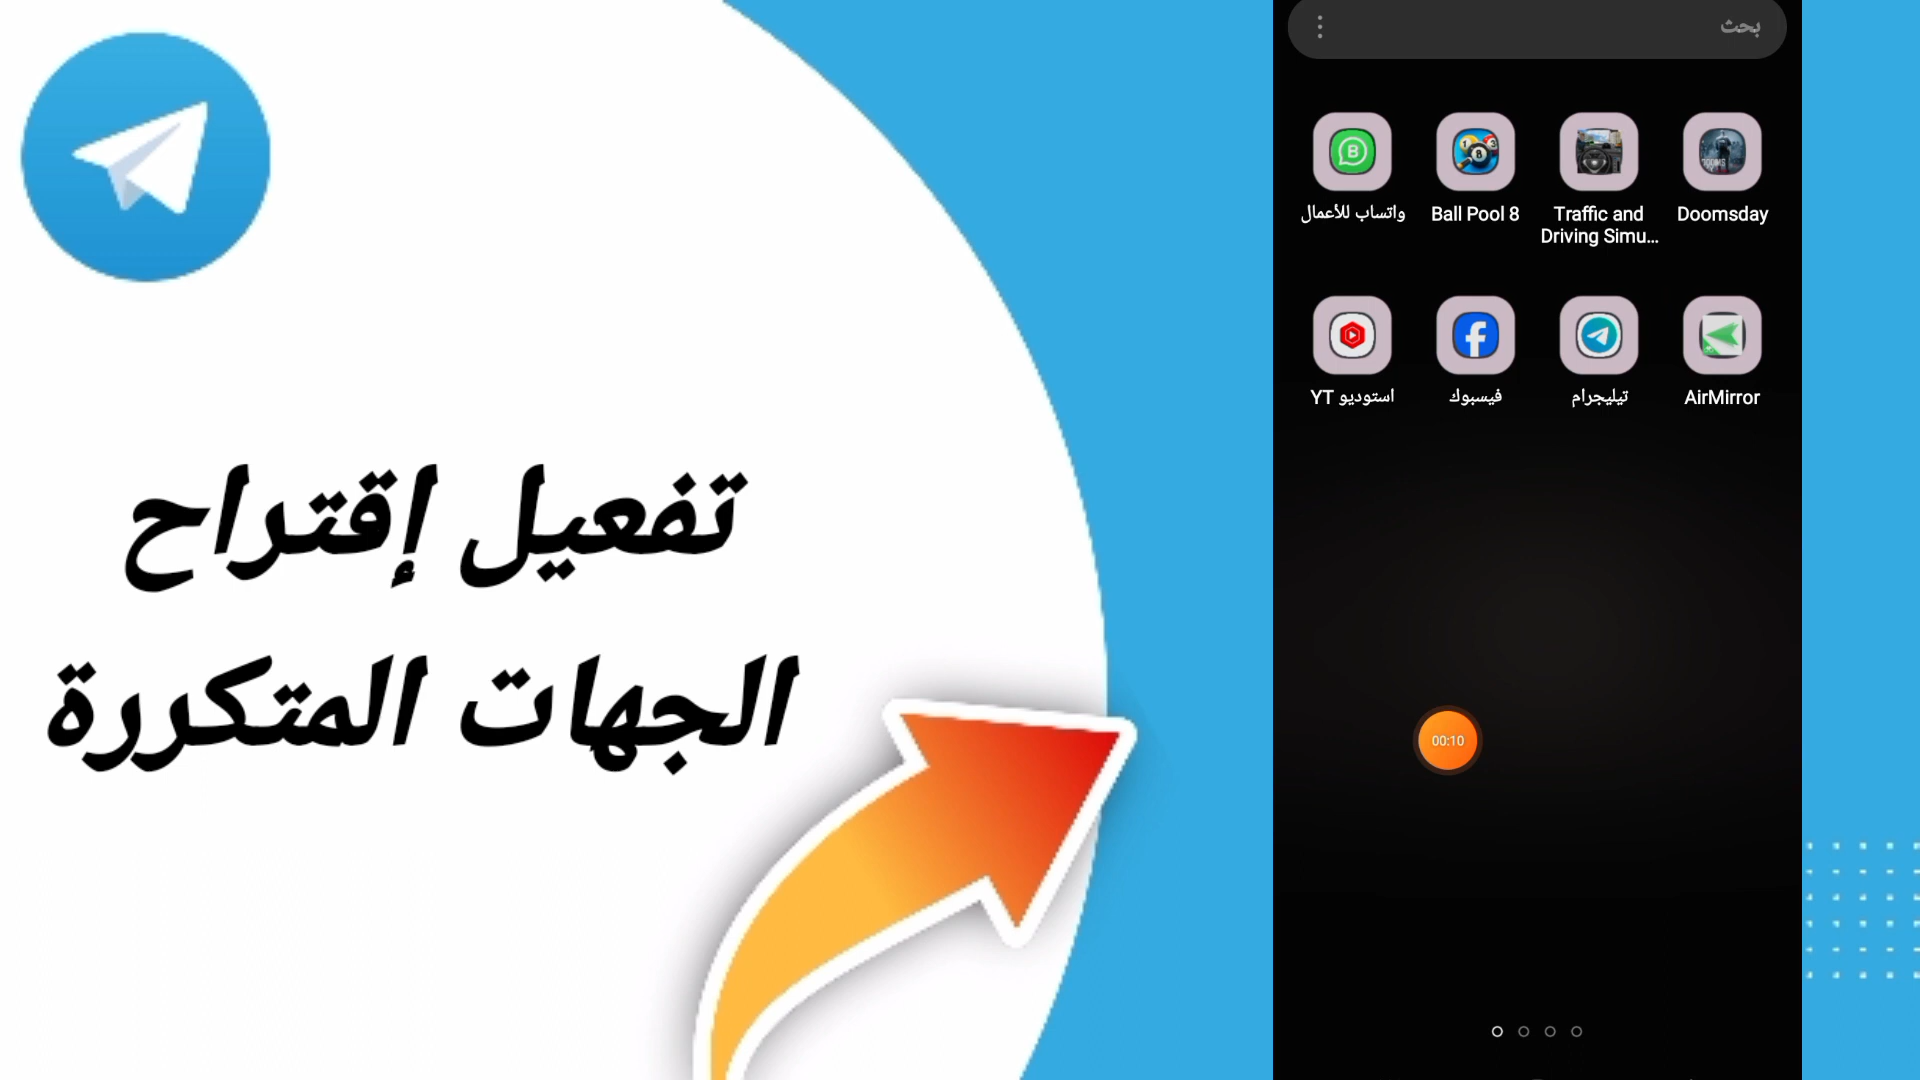 تفعيل إقتراح
الجهات المتكررة
بحث
واتساب للأعمال
Ball Pool 8
Traffic and
Driving Simu...
Doomsday
استوديو YT
فيسبوك
تيليجرام
AirMirror
00:10